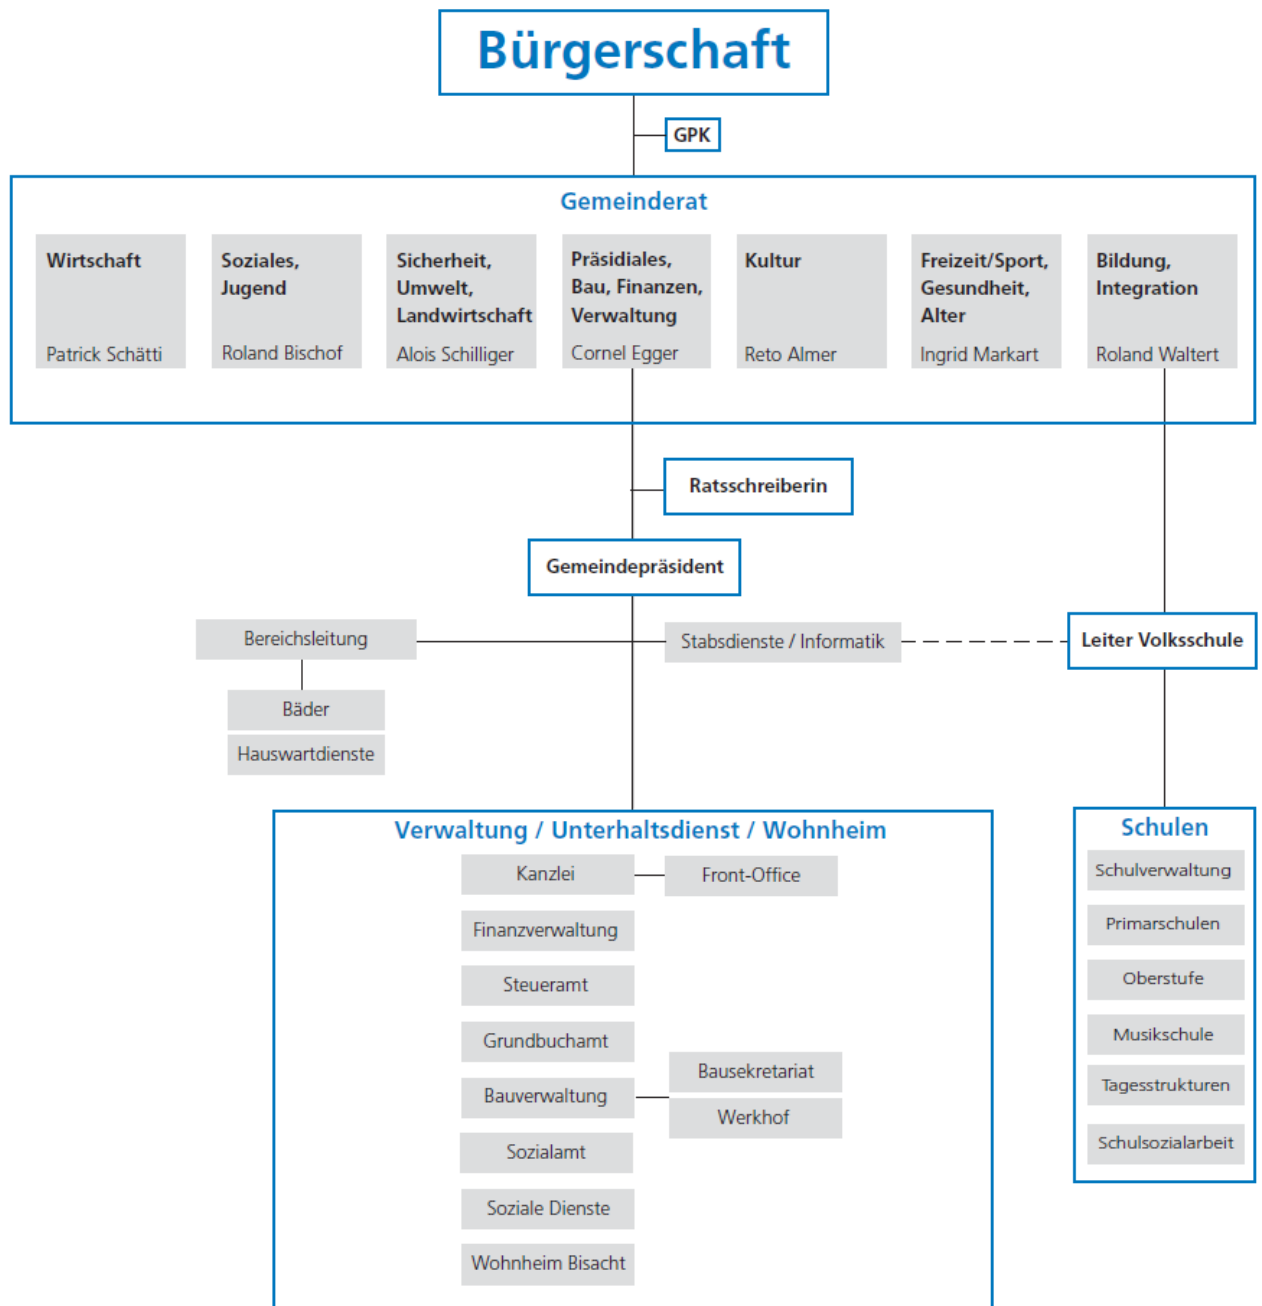 Bürgerschaft
GPK
Gemeinderat
Wirtschaft
Patrick Schätti
Soziales,
Jugend
Roland Bischof
Sicherheit,
Umwelt,
Landwirtschaft
Alois Schilliger
Präsidiales,
Bau, Finanzen,
Verwaltung
Cornel Egger
Kultur
Reto Almer
Freizeit/Sport,
Gesundheit,
Alter
Ingrid Markart
Bildung,
Integration
Roland Waltert
Ratsschreiberin
Gemeindepräsident
Bereichsleitung
Stabsdienste / Informatik
Leiter Volksschule
Bäder
Hauswartdienste
Verwaltung / Unterhaltsdienst / Wohnheim
Kanzlei
Front-Office
Finanzverwaltung
Steueramt
Grundbuchamt
Bauverwaltung
Bausekretariat
Werkhof
Sozialamt
Soziale Dienste
Wohnheim Bisacht
Schulen
Schulverwaltung
Primarschulen
Oberstufe
Musikschule
Tagesstrukturen
Schulsozialarbeit